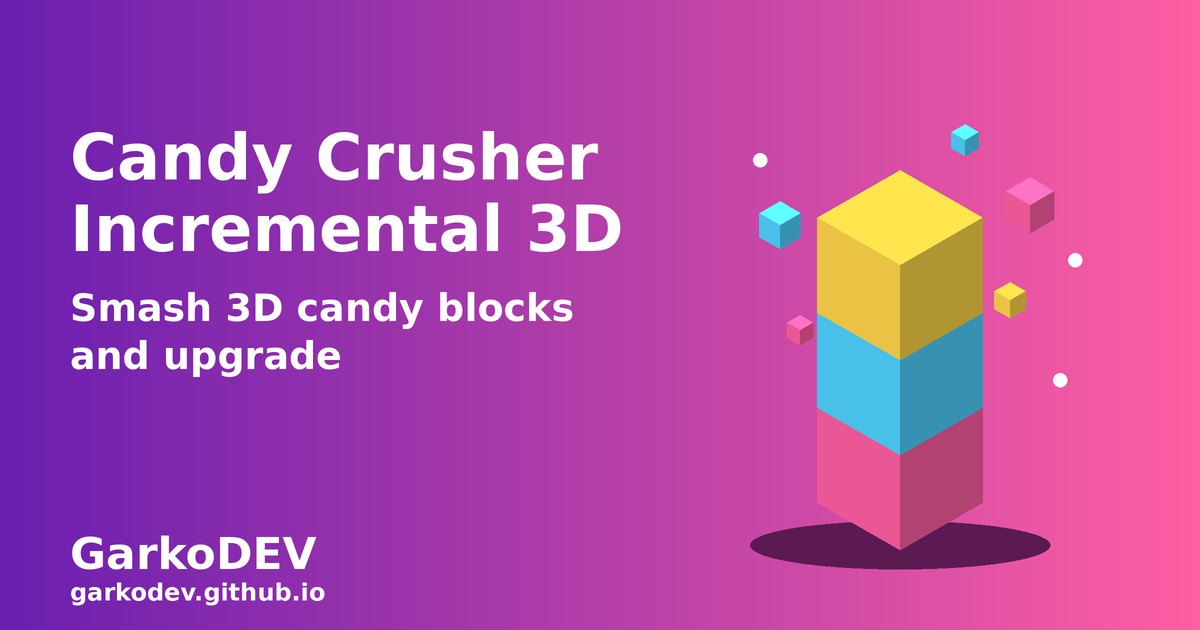 Candy Crusher
Incremental 3D
Smash 3D candy blocks
and upgrade
GarkoDEV
garkodev.github.io